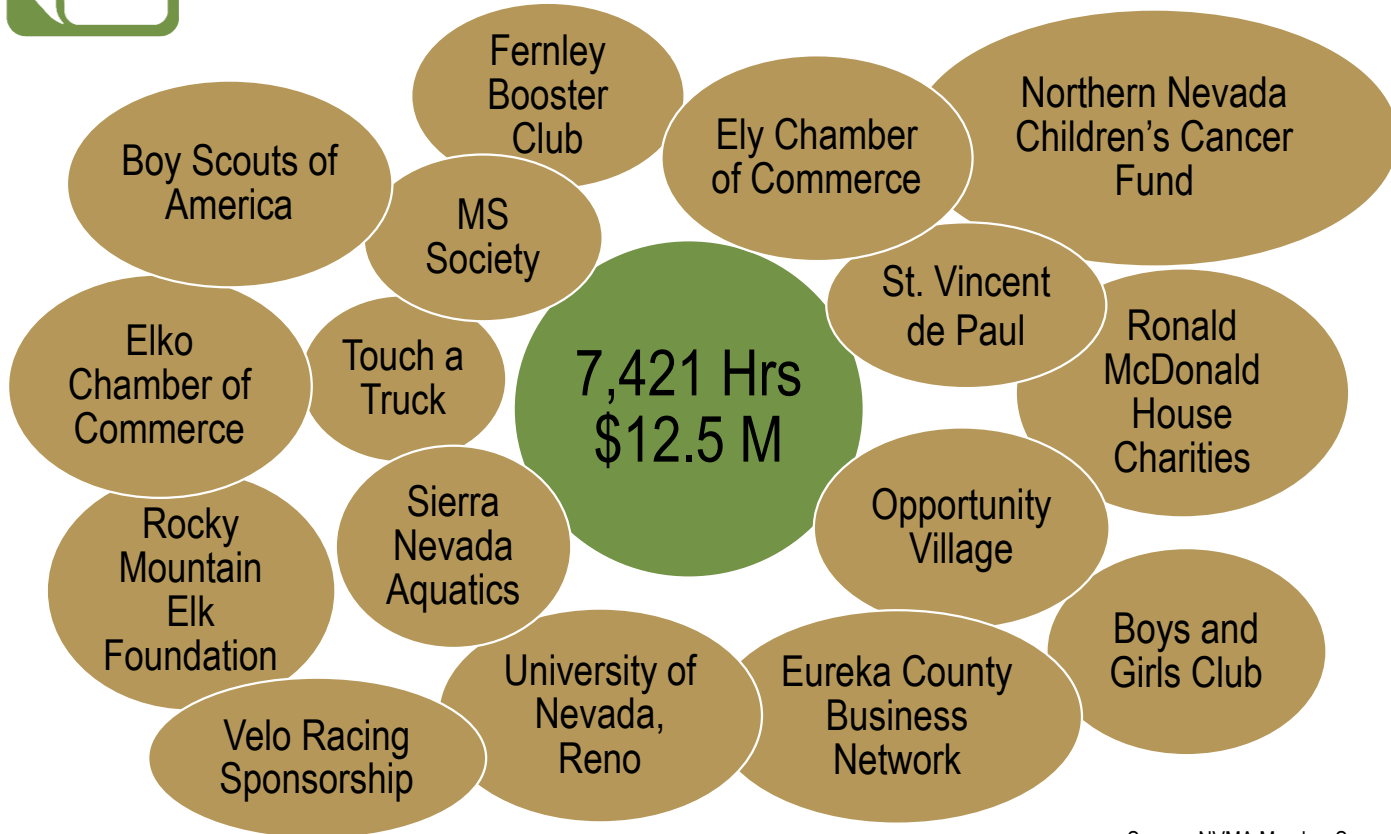 Fernley
Booster
Club
Northern Nevada
Children’s Cancer
Fund
Ely Chamber
of Commerce
Boy Scouts of
America
MS
Society
St. Vincent
de Paul
Elko
Chamber of
Commerce
Touch a
Truck
7,421 Hrs
$12.5 M
Ronald
McDonald
House
Charities
Rocky
Mountain
Elk
Foundation
Sierra
Nevada
Aquatics
Opportunity
Village
Boys and
Girls Club
University of
Nevada,
Reno
Eureka County
Business
Network
Velo Racing
Sponsorship